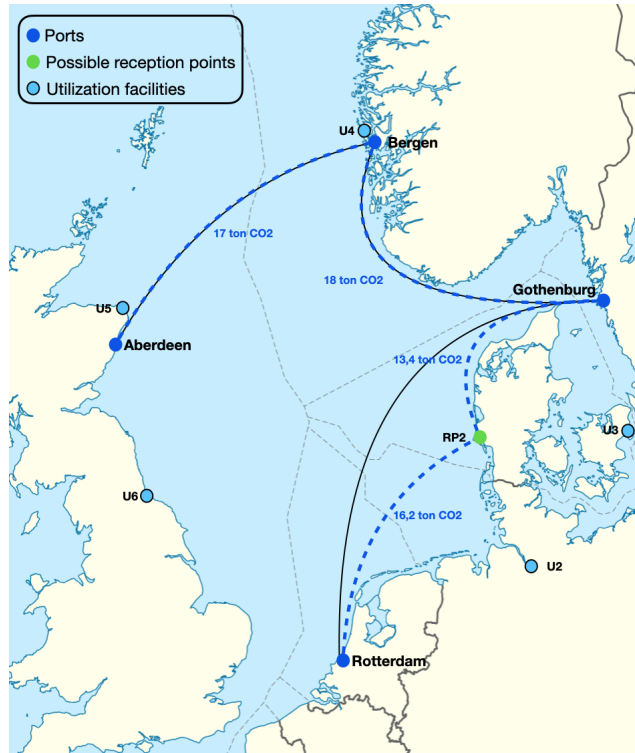 Ports
Possible reception points
Utilization facilities
U4
Bergen
17 ton CO2
18 ton CO2
Gothenburg
U5
Aberdeen
13,4 ton CO2
RP2
U3
U6
16,2 ton CO2
U2
Rotterdam